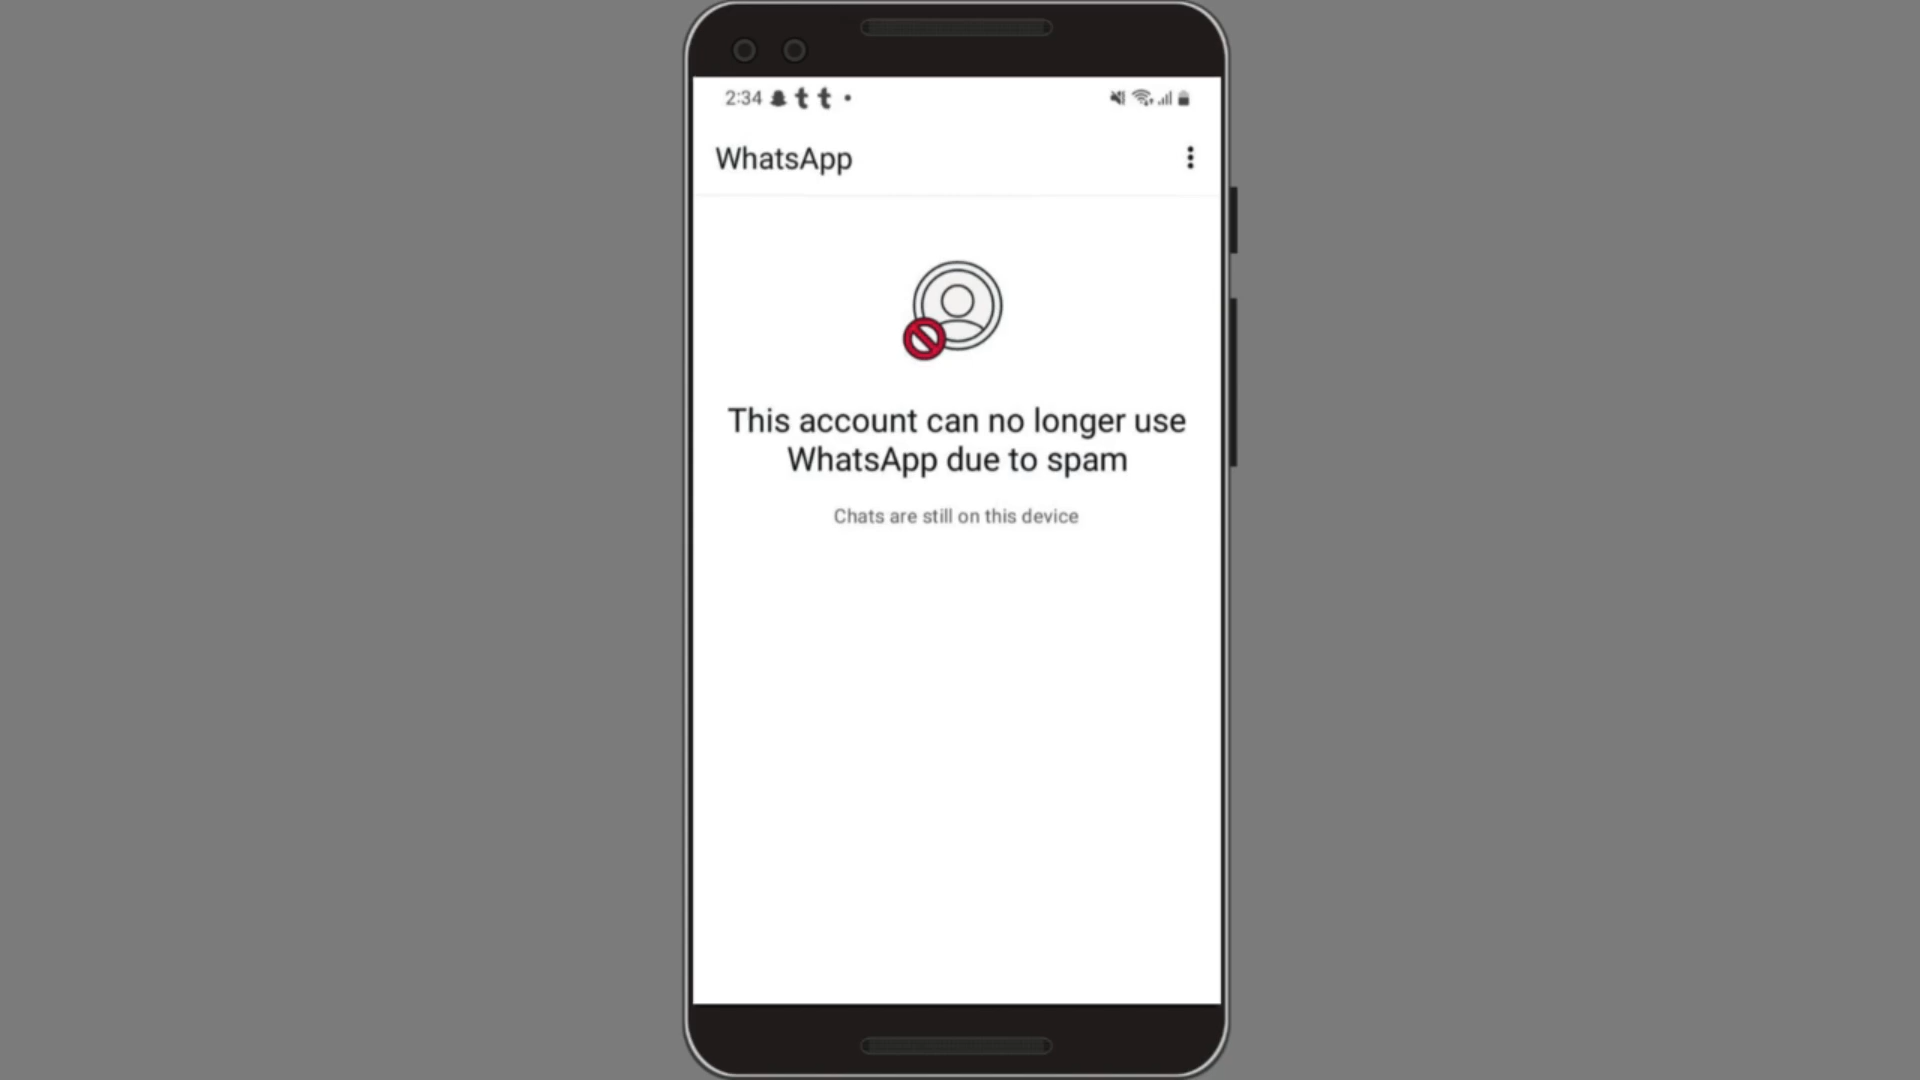 2:34
WhatsApp
This account can no longer use
WhatsApp due to spam
Chats are still on this device